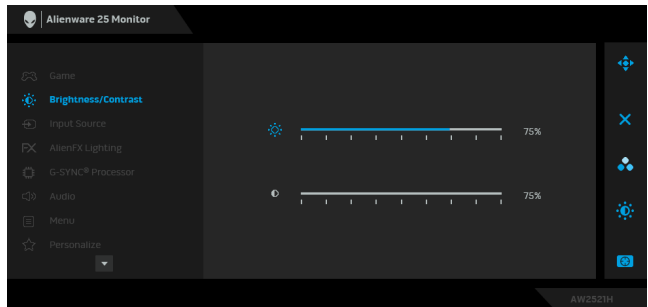 Alienware 25 Monitor
Game
Brightness/Contrast
Input Source
AlienFX Lighting
G-SYNC® Processor
Audio
Menu
Personalize
75%
75%
AW2521H